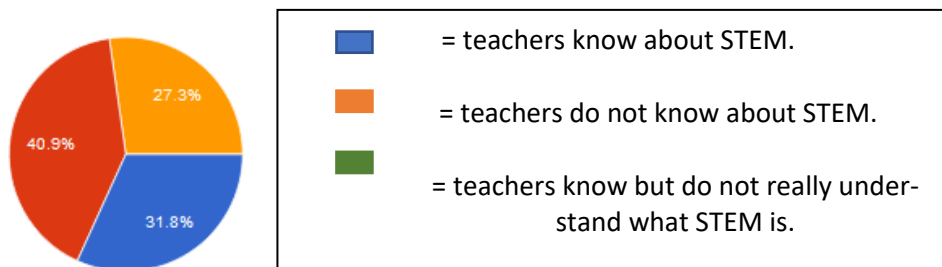 27.3%
40.9%
31.8%
= teachers know about STEM.
= teachers do not know about STEM.
= teachers know but do not really under-
stand what STEM is.